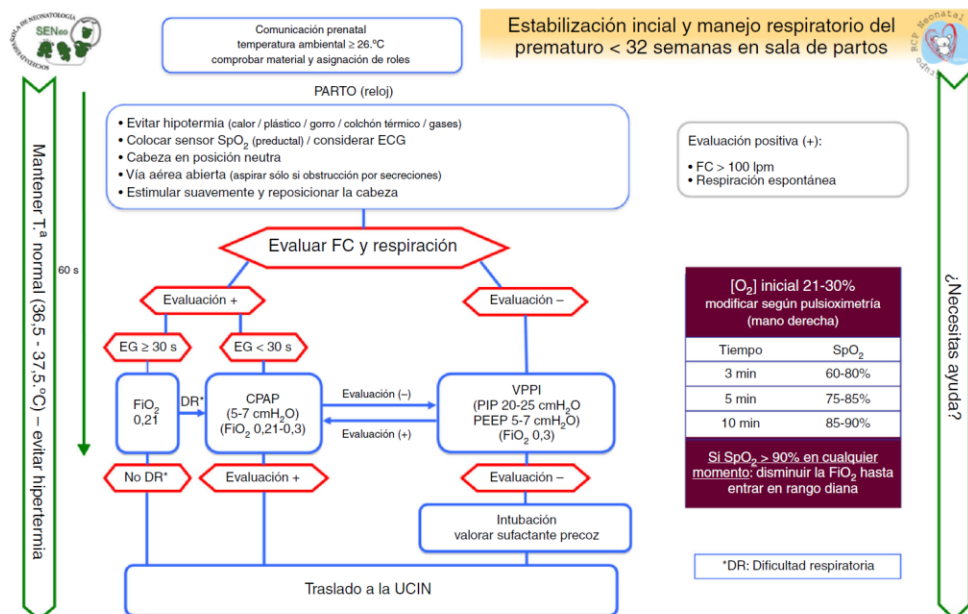 SOCIEDAD ESPAÑOLA DE NEONATOLOGÍA
SENeo
Comunicación prenatal
temperatura ambiental ≥ 26.ºC
comprobar material y asignación de roles
Estabilización incial y manejo respiratorio del
prematuro < 32 semanas en sala de partos
RCP Neonatal
Grupo
PARTO (reloj)
• Evitar hipotermia (calor / plástico / gorro / colchón térmico / gases)
• Colocar sensor SpO2 (preductal) / considerar ECG
• Cabeza en posición neutra
• Vía aérea abierta (aspirar sólo si obstrucción por secreciones)
• Estimular suavemente y reposicionar la cabeza
Evaluación positiva (+):
• FC > 100 lpm
• Respiración espontánea
Mantener T.ª normal (36,5 - 37,5.ºC) – evitar hipertermia
60 s
Evaluar FC y respiración
Evaluación +
Evaluación –
EG ≥ 30 s
EG < 30 s
FiO2
0,21
DR*
CPAP
(5-7 cmH2O)
(FiO2 0,21-0,3)
Evaluación (–)
Evaluación (+)
VPPI
(PIP 20-25 cmH2O
PEEP 5-7 cmH2O)
(FiO2 0,3)
No DR*
Evaluación +
Evaluación –
Intubación
valorar sufactante precoz
Traslado a la UCIN
[O2] inicial 21-30%
modificar según pulsioximetría
(mano derecha)
Tiempo SpO2
3 min 60-80%
5 min 75-85%
10 min 85-90%
Si SpO2 > 90% en cualquier
momento: disminuir la FiO2 hasta
entrar en rango diana
*DR: Dificultad respiratoria
¿Necesitas ayuda?